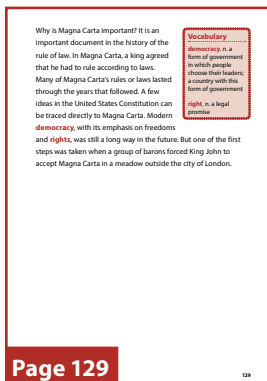 Why is Magna Carta important? It is an
important document in the history of the
rule of law. In Magna Carta, a king agreed
that he had to rule according to laws.
Many of Magna Carta's rules or laws lasted
through the years that followed. A few
ideas in the United States Constitution can
be traced directly to Magna Carta. Modern
democracy, with its emphasis on freedoms
and rights, was still a long way in the future. But one of the first
steps was taken when a group of barons forced King John to
accept Magna Carta in a meadow outside the city of London.
Vocabulary
democracy, n. a
form of government
in which people
choose their leaders;
a country with this
form of government
right, n. a legal
promise
Page 129
129